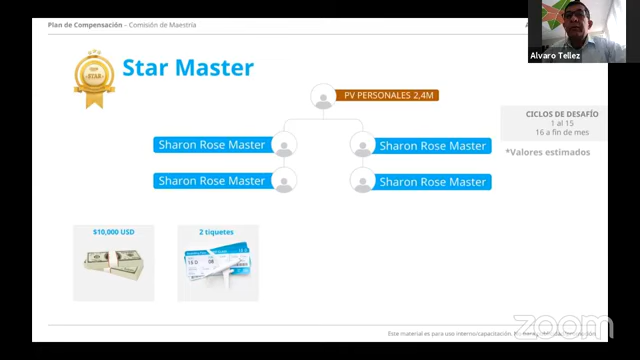 Plan de Compensación – Comisión de Maestría
Alvaro Tellez
STAR
Star Master
PV PERSONALES 2,4M
CICLOS DE DESAFÍO
1 al 15
16 a fin de mes
*Valores estimados
Sharon Rose Master
Sharon Rose Master
Sharon Rose Master
Sharon Rose Master
$10,000 USD
2 tiquetes
Este material es para uso interno/capacitación.
zoom